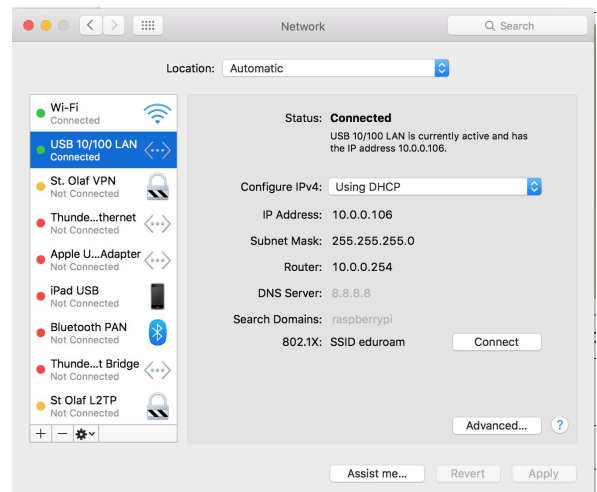 Network
Search
Location: Automatic
Wi-Fi
Connected
USB 10/100 LAN
Connected
St. Olaf VPN
Not Connected
Thunde...thernet
Not Connected
Apple U...Adapter
Not Connected
iPad USB
Not Connected
Bluetooth PAN
Not Connected
Thunde...t Bridge
Not Connected
St Olaf L2TP
Not Connected
Status: Connected
USB 10/100 LAN is currently active and has
the IP address 10.0.0.106.
Configure IPv4: Using DHCP
IP Address: 10.0.0.106
Subnet Mask: 255.255.255.0
Router: 10.0.0.254
DNS Server: 8.8.8.8
Search Domains: raspberrypi
802.1X: SSID eduroam Connect
Advanced... ?
Assist me... Revert Apply